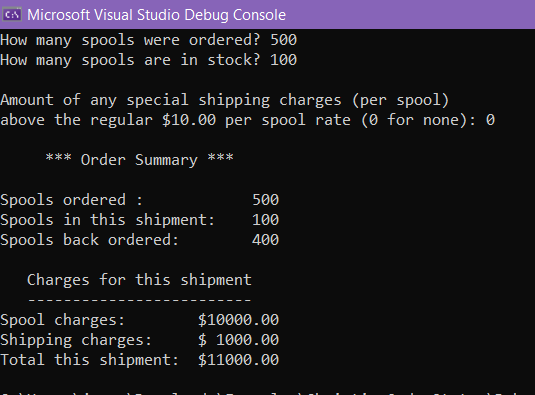 Microsoft Visual Studio Debug Console
How many spools were ordered? 500
How many spools are in stock? 100
Amount of any special shipping charges (per spool)
above the regular $10.00 per spool rate (0 for none): 0
*** Order Summary ***
Spools ordered : 500
Spools in this shipment: 100
Spools back ordered: 400
Charges for this shipment
-------------------------
Spool charges: $10000.00
Shipping charges: $ 1000.00
Total this shipment: $11000.00